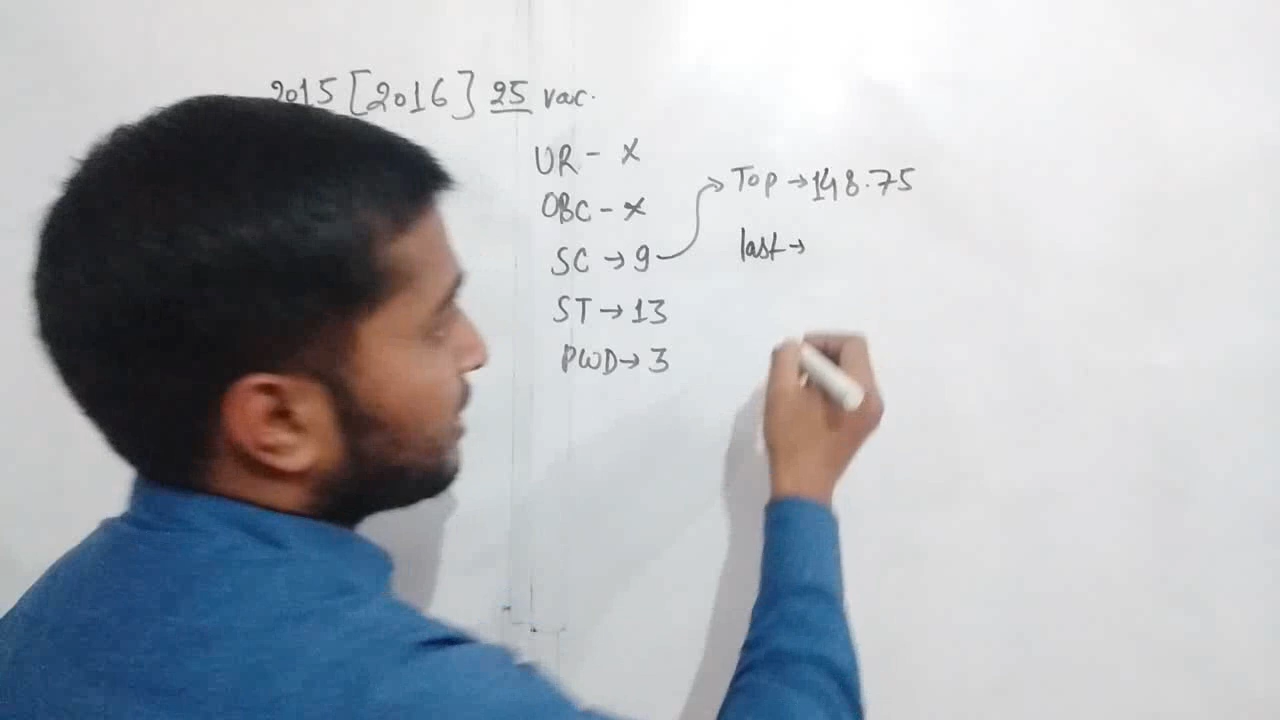 2015 [2016] 25 vac.
UR - x
OBC - x
SC → 9 → Top → 148.75
last →
ST → 13
PWD → 3